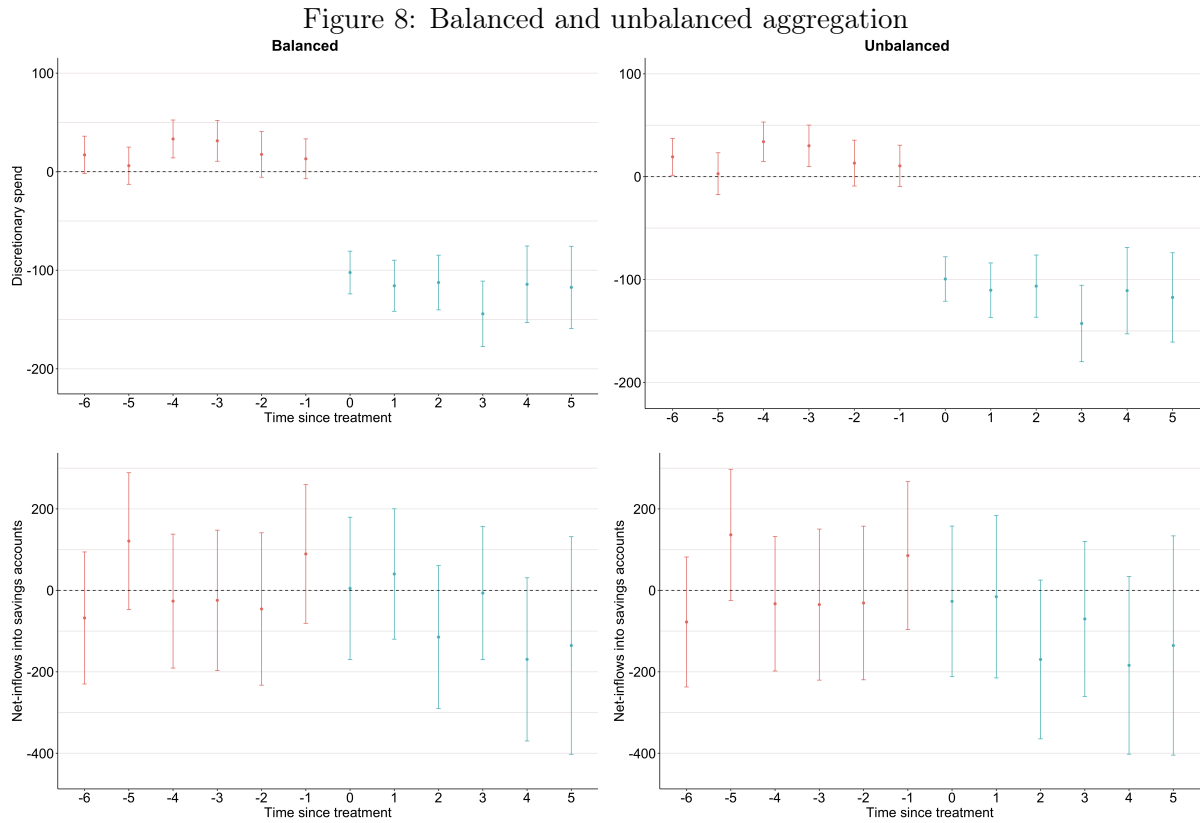 Figure 8: Balanced and unbalanced aggregation
Balanced
Discretionary spend
100
0
-100
-200
-6 -5 -4 -3 -2 -1 0 1 2 3 4 5
Time since treatment
Unbalanced
100
0
-100
-200
-6 -5 -4 -3 -2 -1 0 1 2 3 4 5
Time since treatment
Net-inflows into savings accounts
200
0
-200
-400
-6 -5 -4 -3 -2 -1 0 1 2 3 4 5
Time since treatment
Net-inflows into savings accounts
200
0
-200
-400
-6 -5 -4 -3 -2 -1 0 1 2 3 4 5
Time since treatment